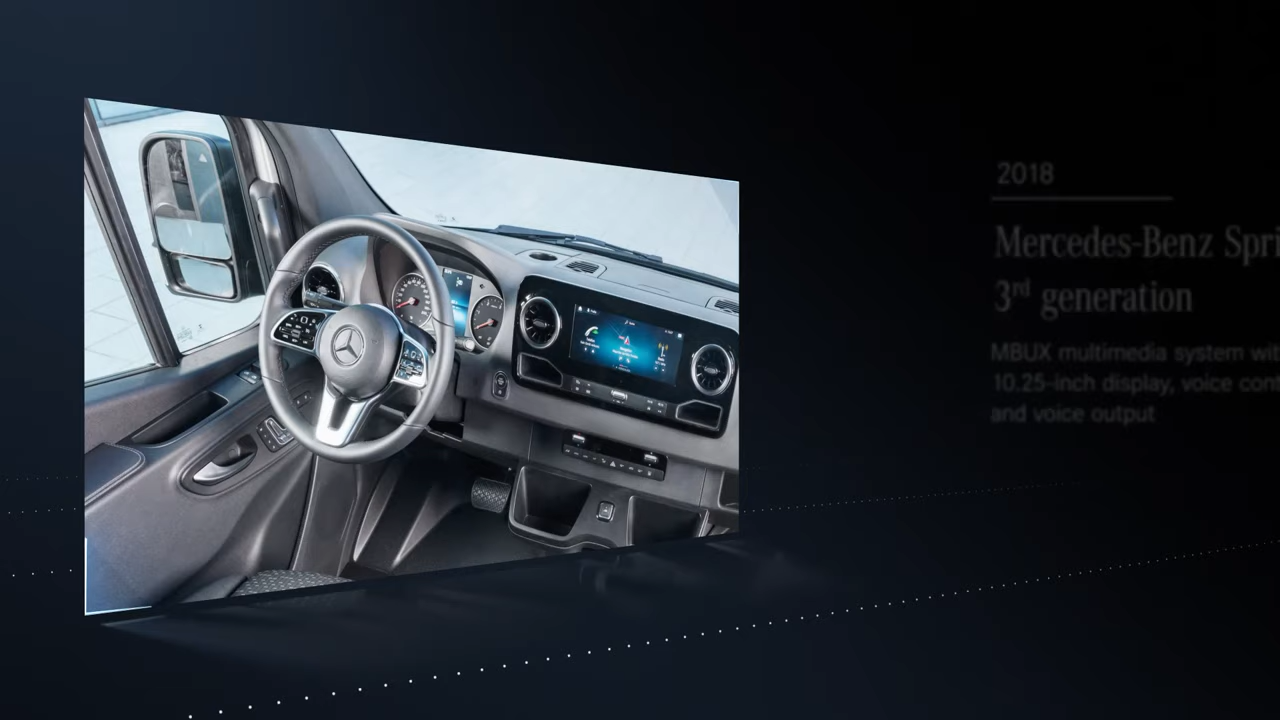 2018
Mercedes-Benz Spri
3rd generation
MBUX multimedia system wit
10.25-inch display, voice con
and voice output